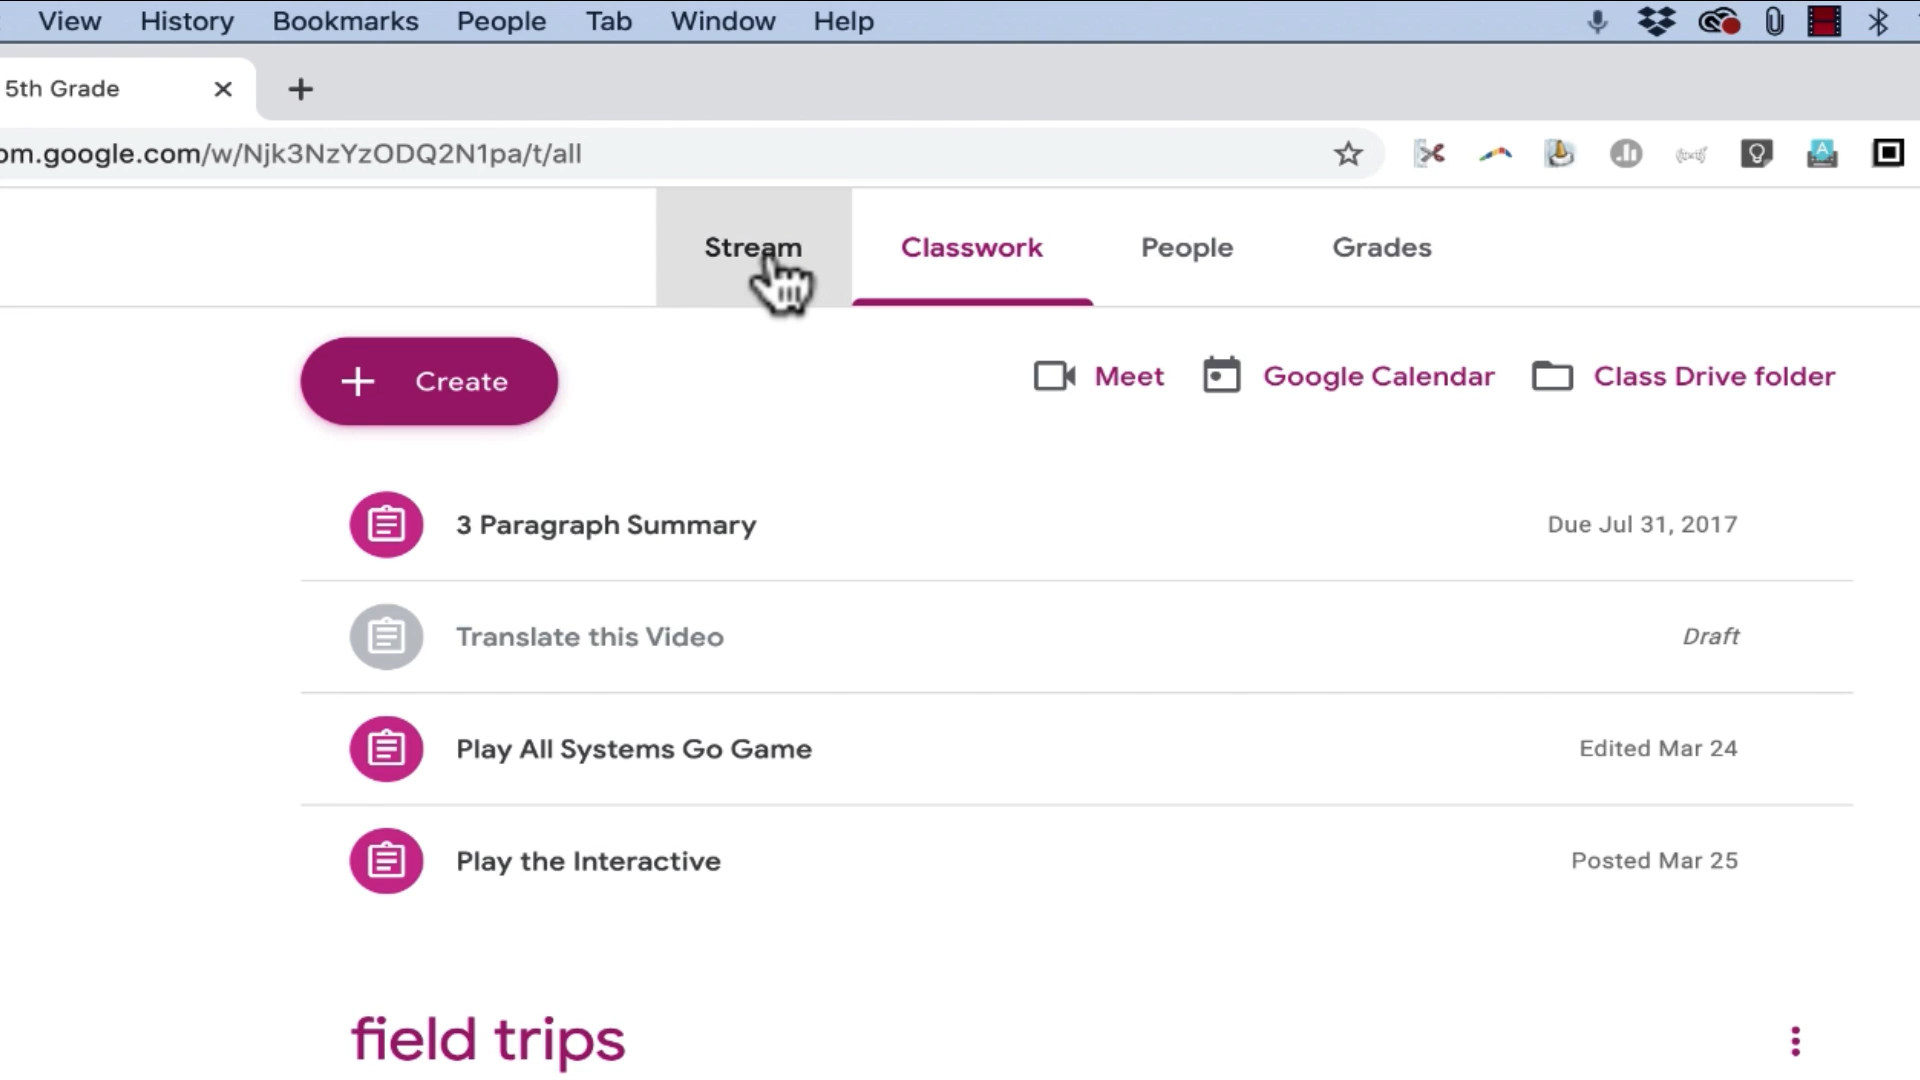 View History Bookmarks People Tab Window Help
5th Grade
om.google.com/w/Njk3NzYzODQ2N1pa/t/all
Stream Classwork People Grades
Create Meet Google Calendar Class Drive folder
3 Paragraph Summary Due Jul 31, 2017
Translate this Video Draft
Play All Systems Go Game Edited Mar 24
Play the Interactive Posted Mar 25
field trips